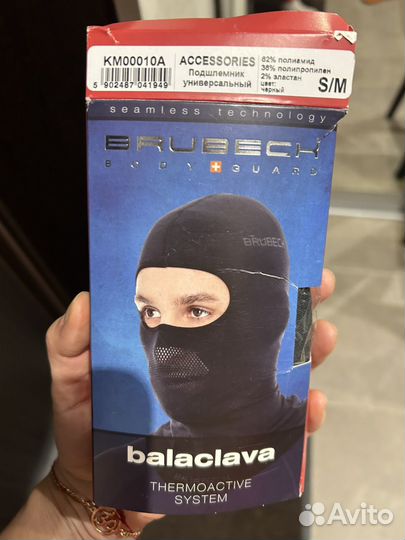 KM00010A
5 902487 041949
ACCESSORIES
Подшлемник
универсальный
62% полиамид
36% полипропилен
2% эластан
цвет:
черный
S/M
seamless technology
BRUBECK
BODY GUARD
BRUBECK
balaclava
THERMOACTIVE
SYSTEM
Avito